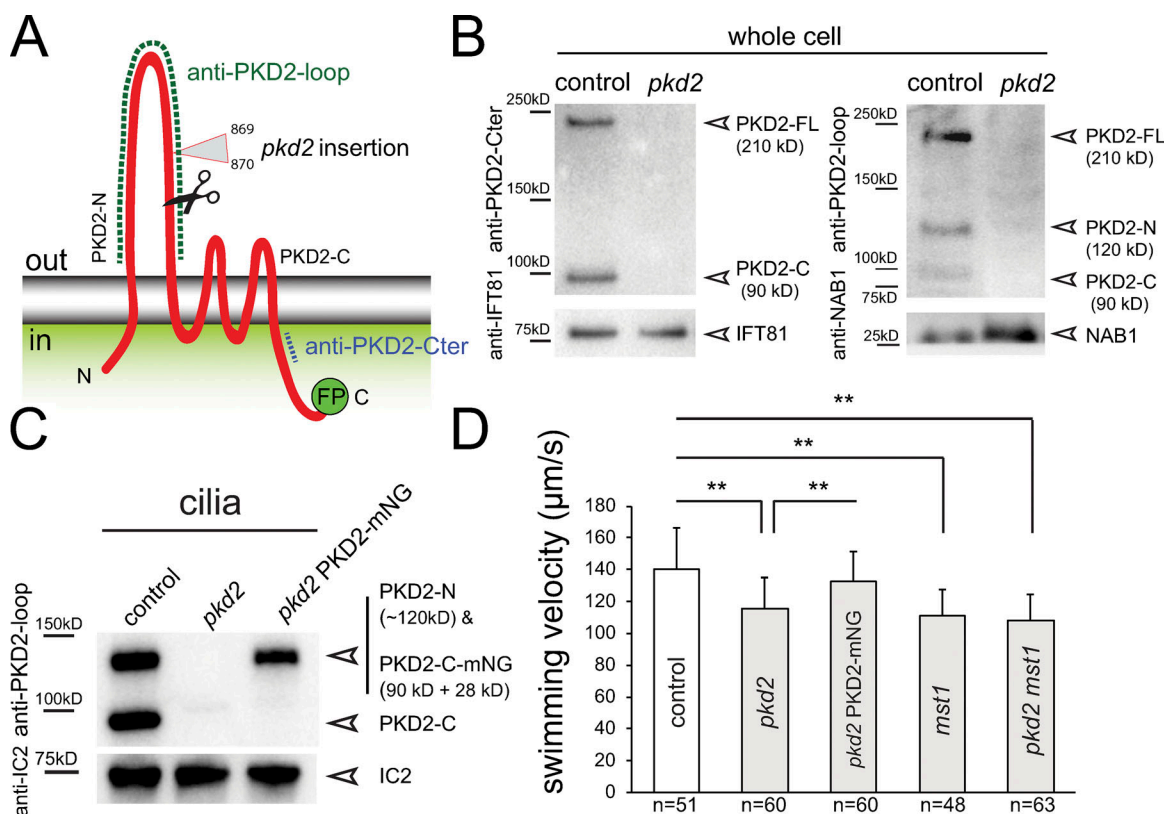 A
anti-PKD2-loop
869
870
pkd2 insertion
PKD2-N
PKD2-C
out
in
anti-PKD2-Cter
N
FP
C
B
whole cell
control pkd2
250kD
150kD
100kD
75kD
anti-PKD2-Cter
anti-IFT81
PKD2-FL
(210 kD)
PKD2-C
(90 kD)
IFT81
control pkd2
250kD
150kD
100kD
75kD
25kD
anti-PKD2-loop
anti-NAB1
PKD2-FL
(210 kD)
PKD2-N
(120 kD)
PKD2-C
(90 kD)
NAB1
C
cilia
control
pkd2
pkd2 PKD2-mNG
150kD
100kD
75kD
anti-PKD2-loop
anti-IC2
PKD2-N
(~120kD) &
PKD2-C-mNG
(90 kD + 28 kD)
PKD2-C
IC2
D
swimming velocity (µm/s)
180
160
140
120
100
80
60
40
20
0
**
**
**
**
control
pkd2
pkd2 PKD2-mNG
mst1
pkd2 mst1
n=51 n=60 n=60 n=48 n=63